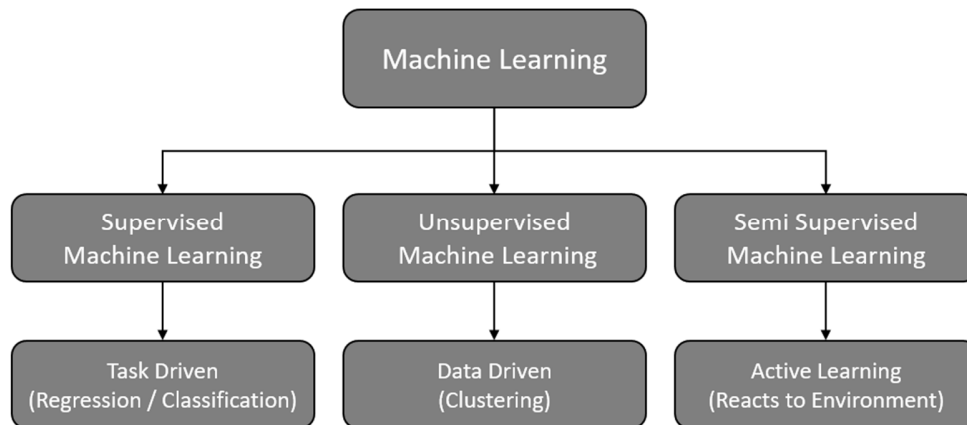 Machine Learning
Supervised
Machine Learning
Unsupervised
Machine Learning
Semi Supervised
Machine Learning
Task Driven
(Regression / Classification)
Data Driven
(Clustering)
Active Learning
(Reacts to Environment)